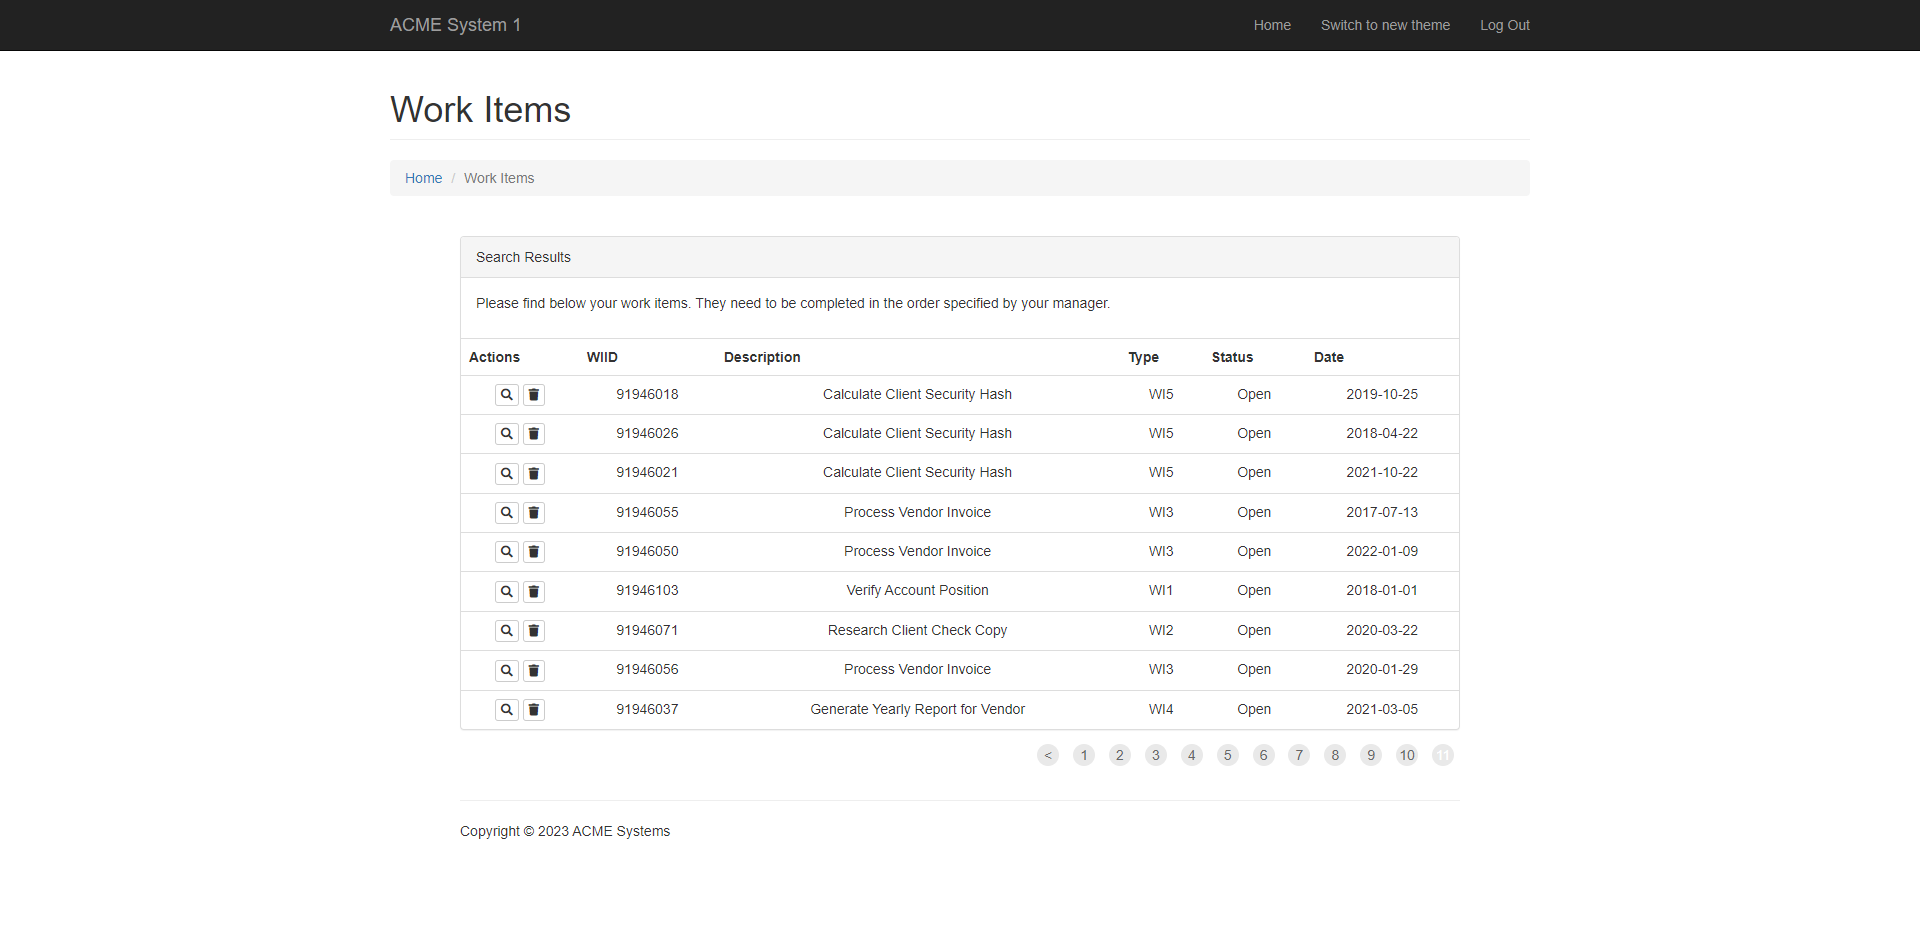 ACME System 1 Home Switch to new theme Log Out
Work Items
Home / Work Items
Search Results
Please find below your work items. They need to be completed in the order specified by your manager.
Actions WIID Description Type Status Date
91946018 Calculate Client Security Hash WI5 Open 2019-10-25
91946026 Calculate Client Security Hash WI5 Open 2018-04-22
91946021 Calculate Client Security Hash WI5 Open 2021-10-22
91946055 Process Vendor Invoice WI3 Open 2017-07-13
91946050 Process Vendor Invoice WI3 Open 2022-01-09
91946103 Verify Account Position WI1 Open 2018-01-01
91946071 Research Client Check Copy WI2 Open 2020-03-22
91946056 Process Vendor Invoice WI3 Open 2020-01-29
91946037 Generate Yearly Report for Vendor WI4 Open 2021-03-05
< 1 2 3 4 5 6 7 8 9 10 11
Copyright © 2023 ACME Systems